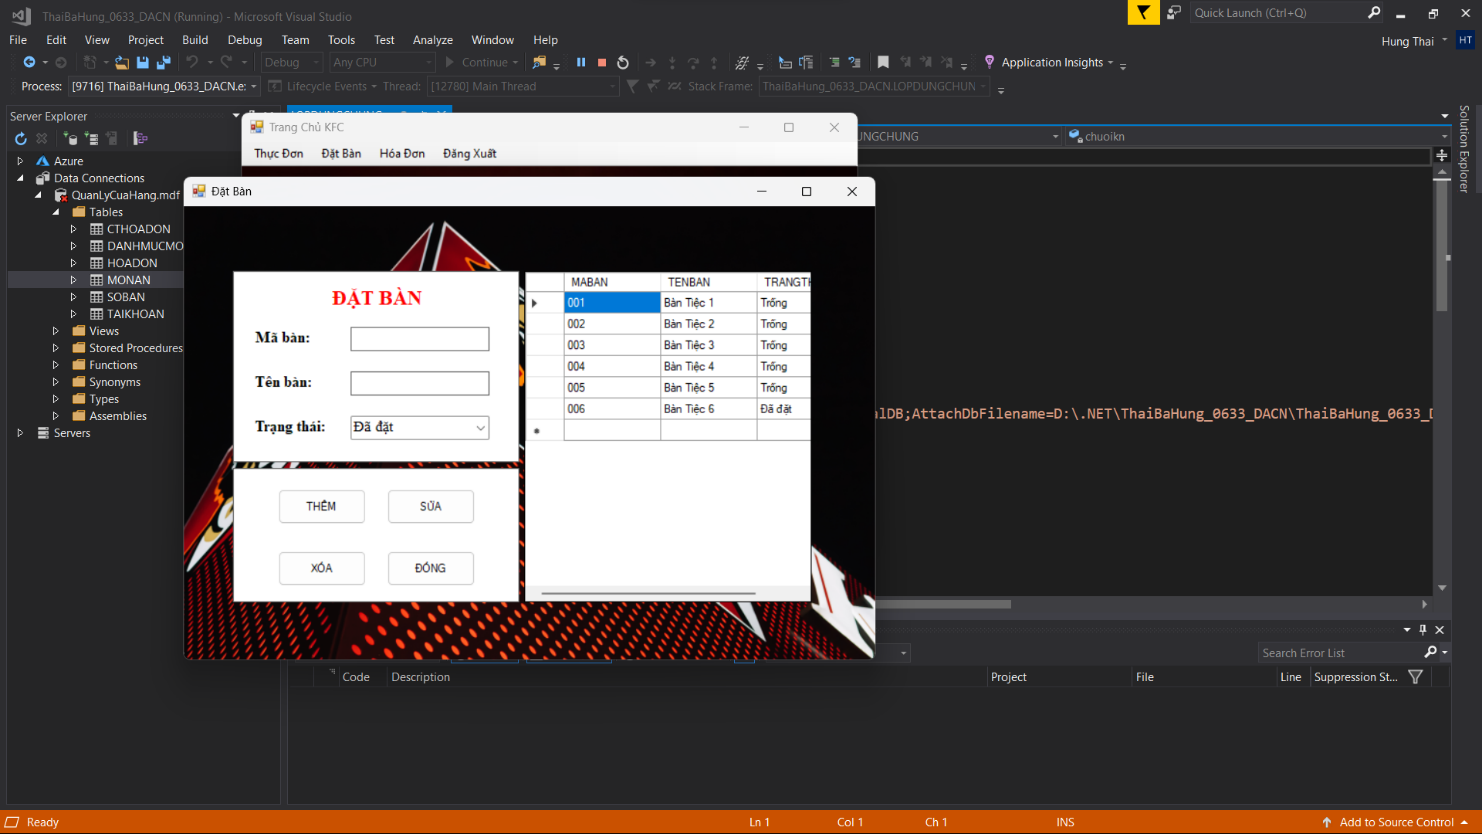 ThaiBaHung_0633_DACN (Running) - Microsoft Visual Studio
Quick Launch (Ctrl+Q)
File Edit View Project Build Debug Team Tools Test Analyze Window Help
Hung Thai HT
Debug Any CPU Continue Application Insights
Process: [9716] ThaiBaHung_0633_DACN.e: Lifecycle Events Thread: [12780] Main Thread Stack Frame: ThaiBaHung_0633_DACN.LOPDUNGCHUN
Server Explorer
Azure
Data Connections
QuanLyCuaHang.mdf
Tables
CTHOADON
DANHMUCMO
HOADON
MONAN
SOBAN
TAIKHOAN
Views
Stored Procedures
Functions
Synonyms
Types
Assemblies
Servers
Trang Chủ KFC
Thực Đơn Đặt Bàn Hóa Đơn Đăng Xuất
UNGCHUNG chuoikn
Solution Explorer
Đặt Bàn
ĐẶT BÀN
Mã bàn:
Tên bàn:
Trạng thái: Đã đặt
THÊM SỬA
XÓA ĐÓNG
MABAN TENBAN TRANGTH
001 Bàn Tiệc 1 Trống
002 Bàn Tiệc 2 Trống
003 Bàn Tiệc 3 Trống
004 Bàn Tiệc 4 Trống
005 Bàn Tiệc 5 Trống
006 Bàn Tiệc 6 Đã đặt
alDB;AttachDbFilename=D:\.NET\ThaiBaHung_0633_DACN\ThaiBaHung_0633_D
Search Error List
Code Description Project File Line Suppression St...
Ready Ln 1 Col 1 Ch 1 INS Add to Source Control